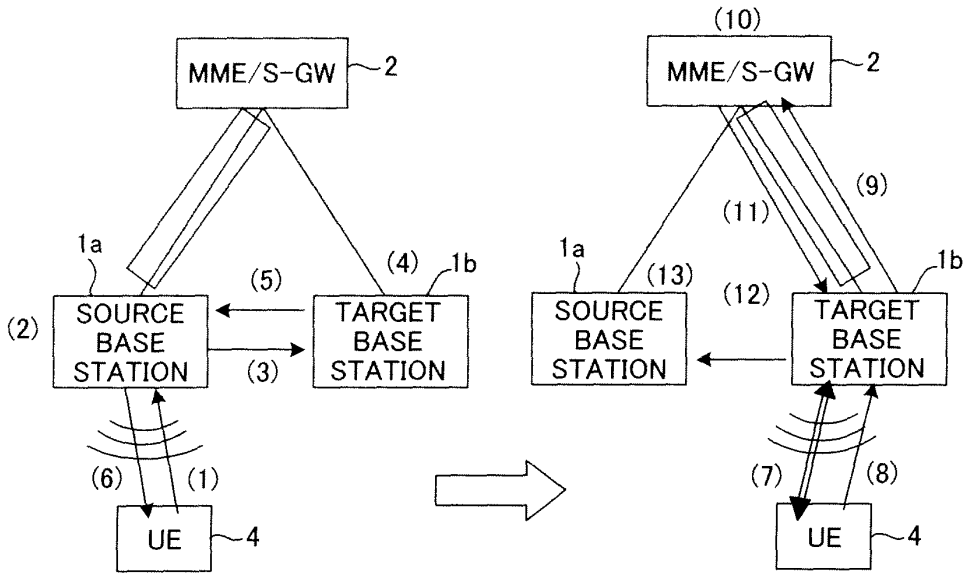 MME/S-GW
2
1a
1b
(4)
(5)
(2)
SOURCE
BASE
STATION
(3)
TARGET
BASE
STATION
(6)
(1)
UE
4
(10)
MME/S-GW
2
(9)
(11)
1a
1b
(13)
(12)
SOURCE
BASE
STATION
TARGET
BASE
STATION
(7)
(8)
UE
4